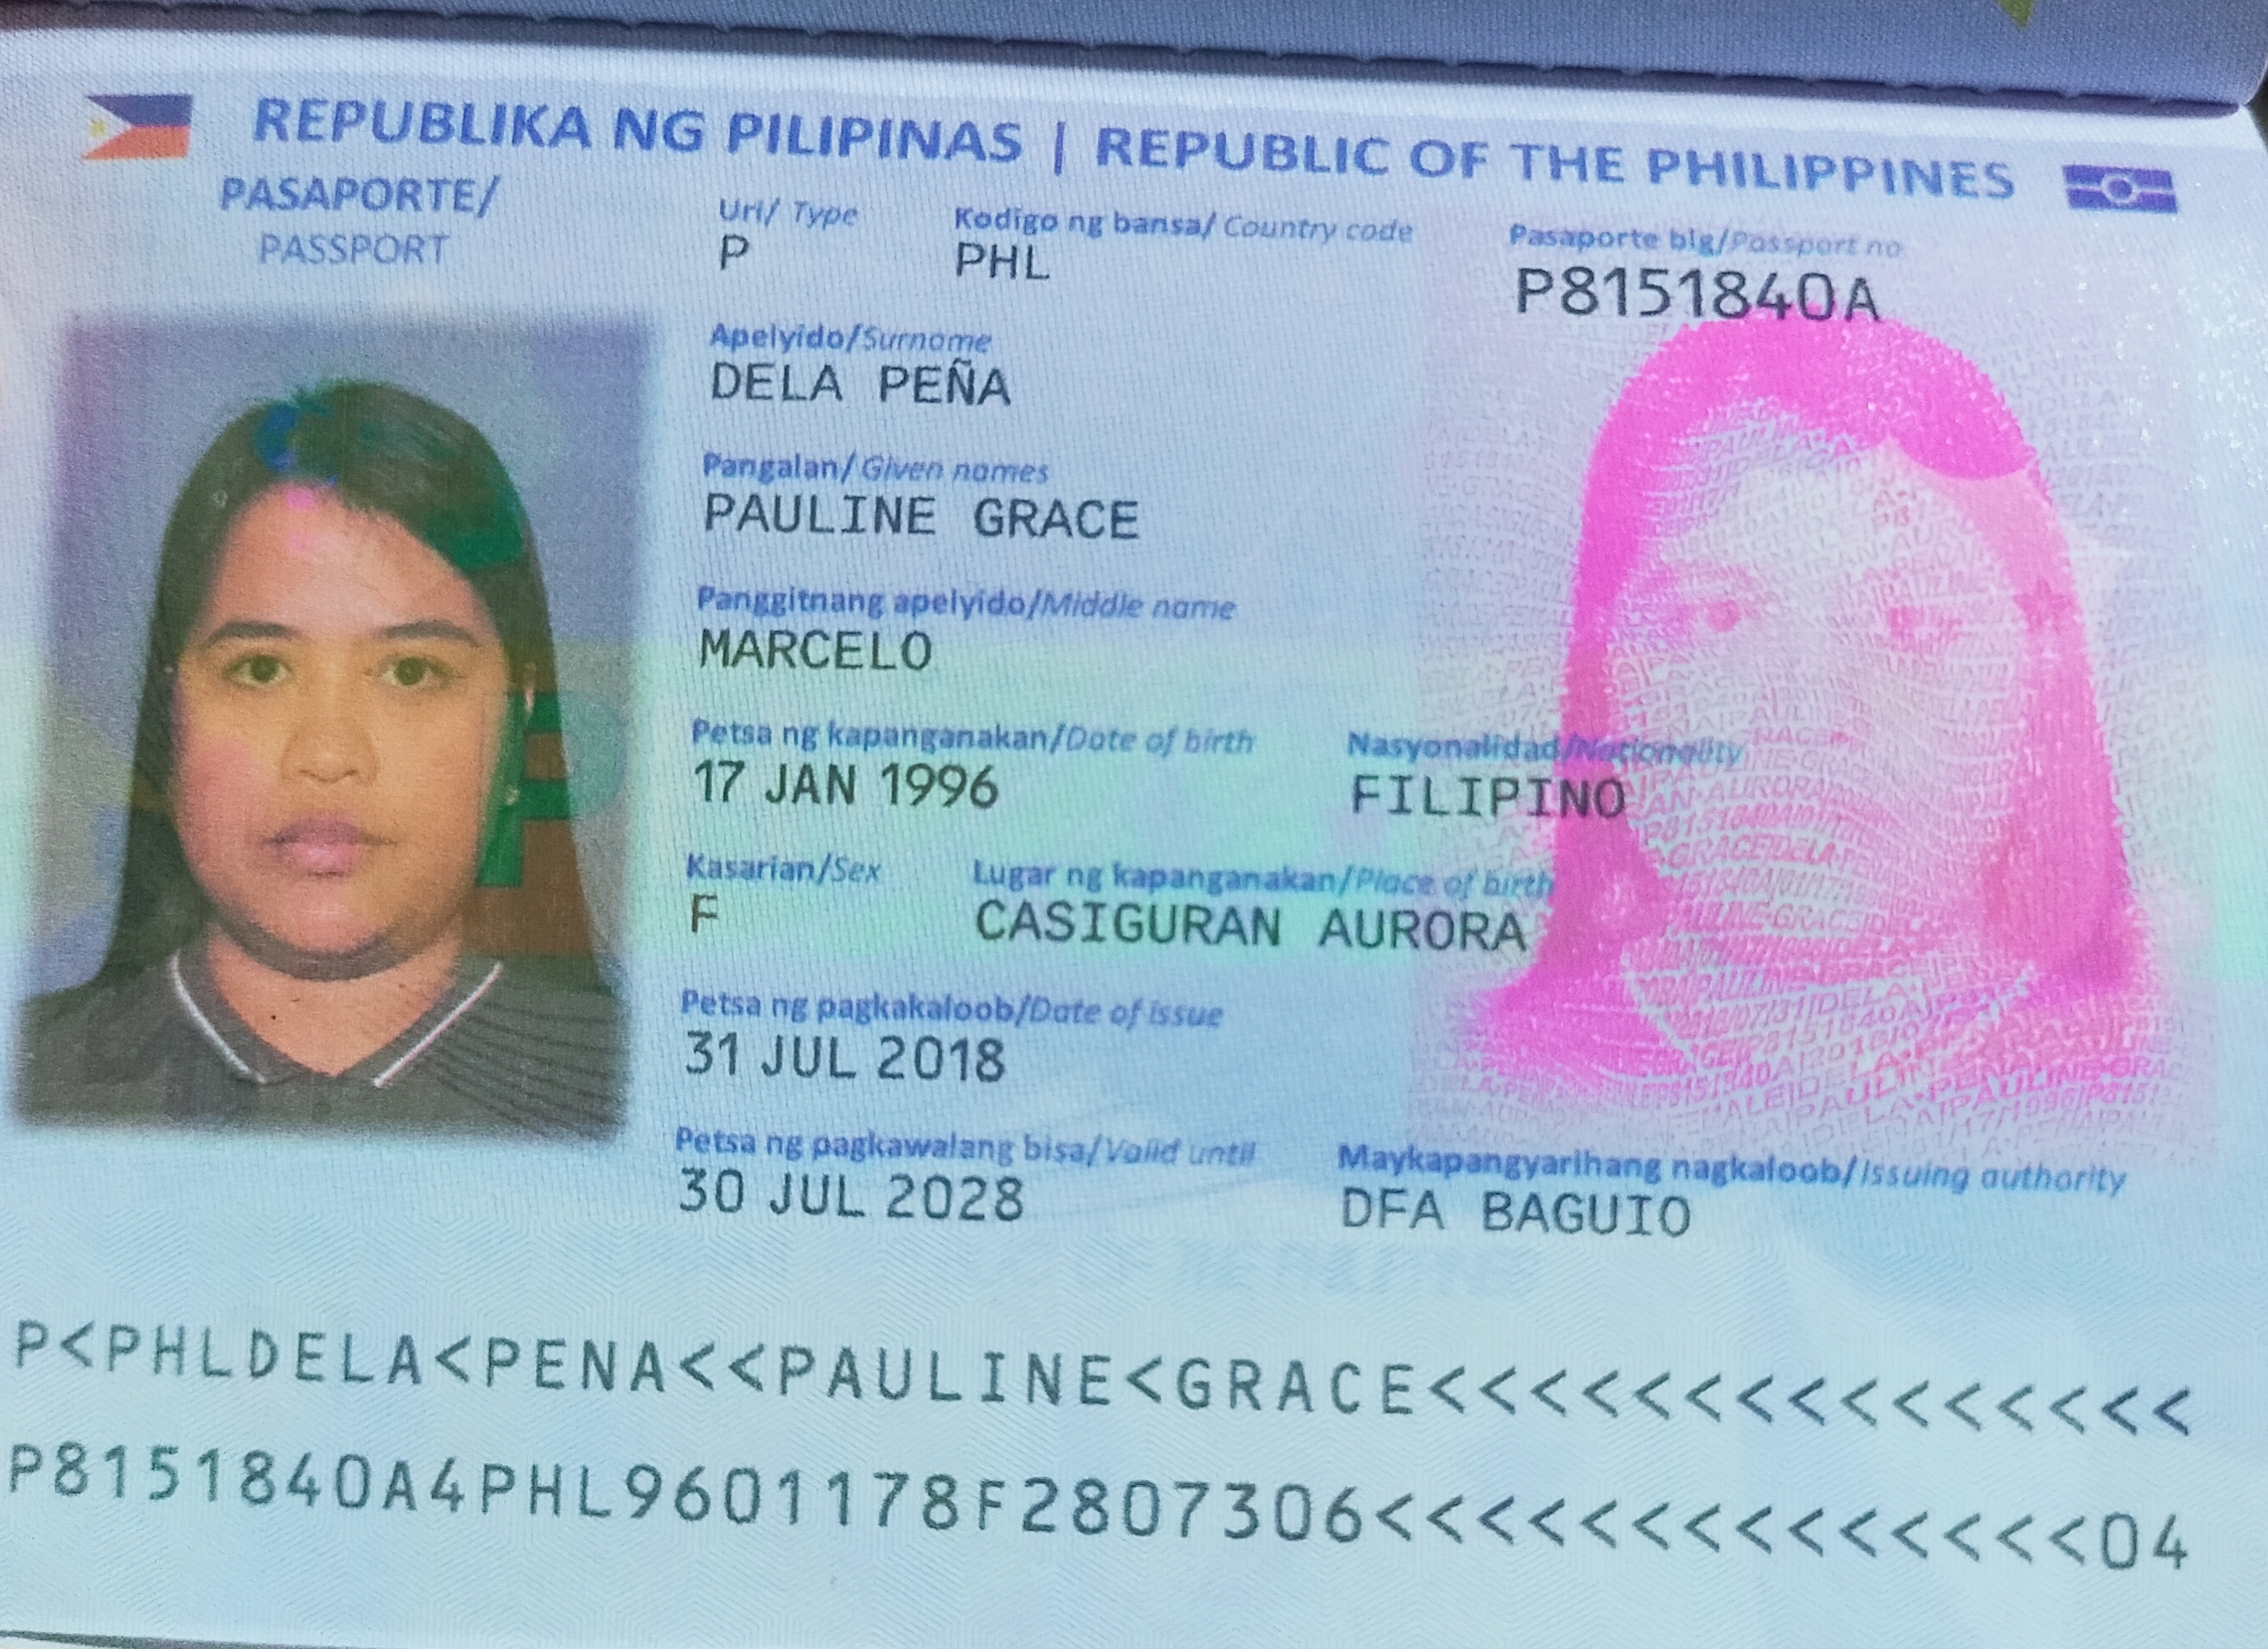 REPUBLIKA NG PILIPINAS | REPUBLIC OF THE PHILIPPINES
PASAPORTE/
PASSPORT
Uri/ Type
P
Kodigo ng bansa/ Country code
PHL
Pasaporte blg/Passport no
P8151840A
Apelyido/Surname
DELA PEÑA
Pangalan/ Given names
PAULINE GRACE
Panggitnang apelyido/Middle name
MARCELO
Petsa ng kapanganakan/Date of birth
17 JAN 1996
Nasyonalidad/Nationality
FILIPINO
Kasarian/Sex
F
Lugar ng kapanganakan/Place of birth
CASIGURAN AURORA
Petsa ng pagkakaloob/Date of issue
31 JUL 2018
Petsa ng pagkawalang bisa/Valid until
30 JUL 2028
Maykapangyarihang nagkaloob/Issuing authority
DFA BAGUIO
P<PHLDELA<PENA<<PAULINE<GRACE<<<<<<<<<<<<<<<
P8151840A4PHL9601178F2807306<<<<<<<<<<<<<<04